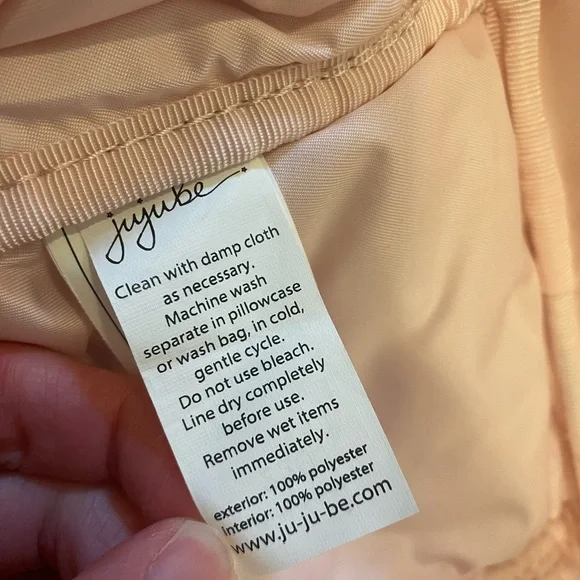 jujube
Clean with damp cloth
as necessary.
Machine wash
separate in pillowcase
or wash bag, in cold,
gentle cycle.
Do not use bleach.
Line dry completely
before use.
Remove wet items
immediately.
exterior: 100% polyester
interior: 100% polyester
www.ju-ju-be.com